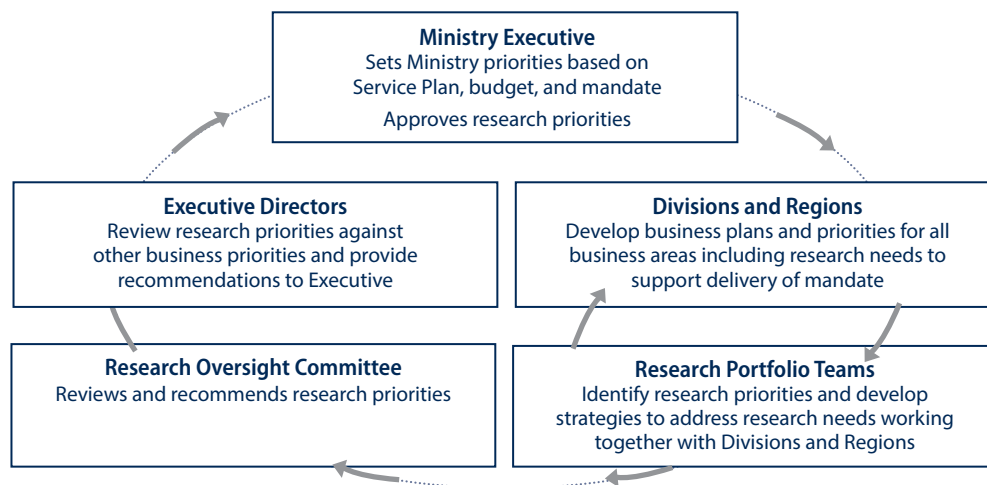 Ministry Executive
Sets Ministry priorities based on
Service Plan, budget, and mandate
Approves research priorities
Executive Directors
Review research priorities against
other business priorities and provide
recommendations to Executive
Divisions and Regions
Develop business plans and priorities for all
business areas including research needs to
support delivery of mandate
Research Oversight Committee
Reviews and recommends research priorities
Research Portfolio Teams
Identify research priorities and develop
strategies to address research needs working
together with Divisions and Regions